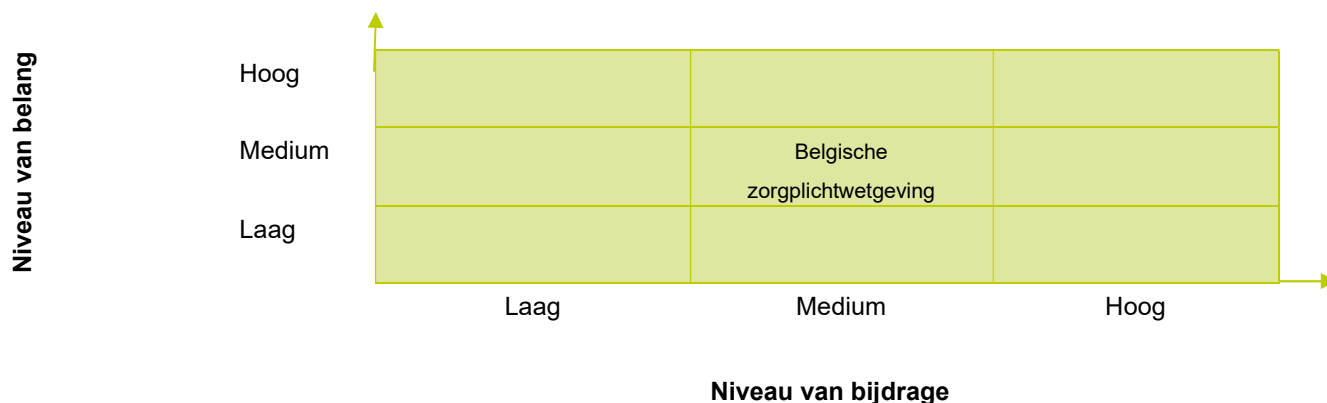 Niveau van belang
Hoog
Medium
Belgische
zorgplichtwetgeving
Laag
Laag
Medium
Hoog
Niveau van bijdrage